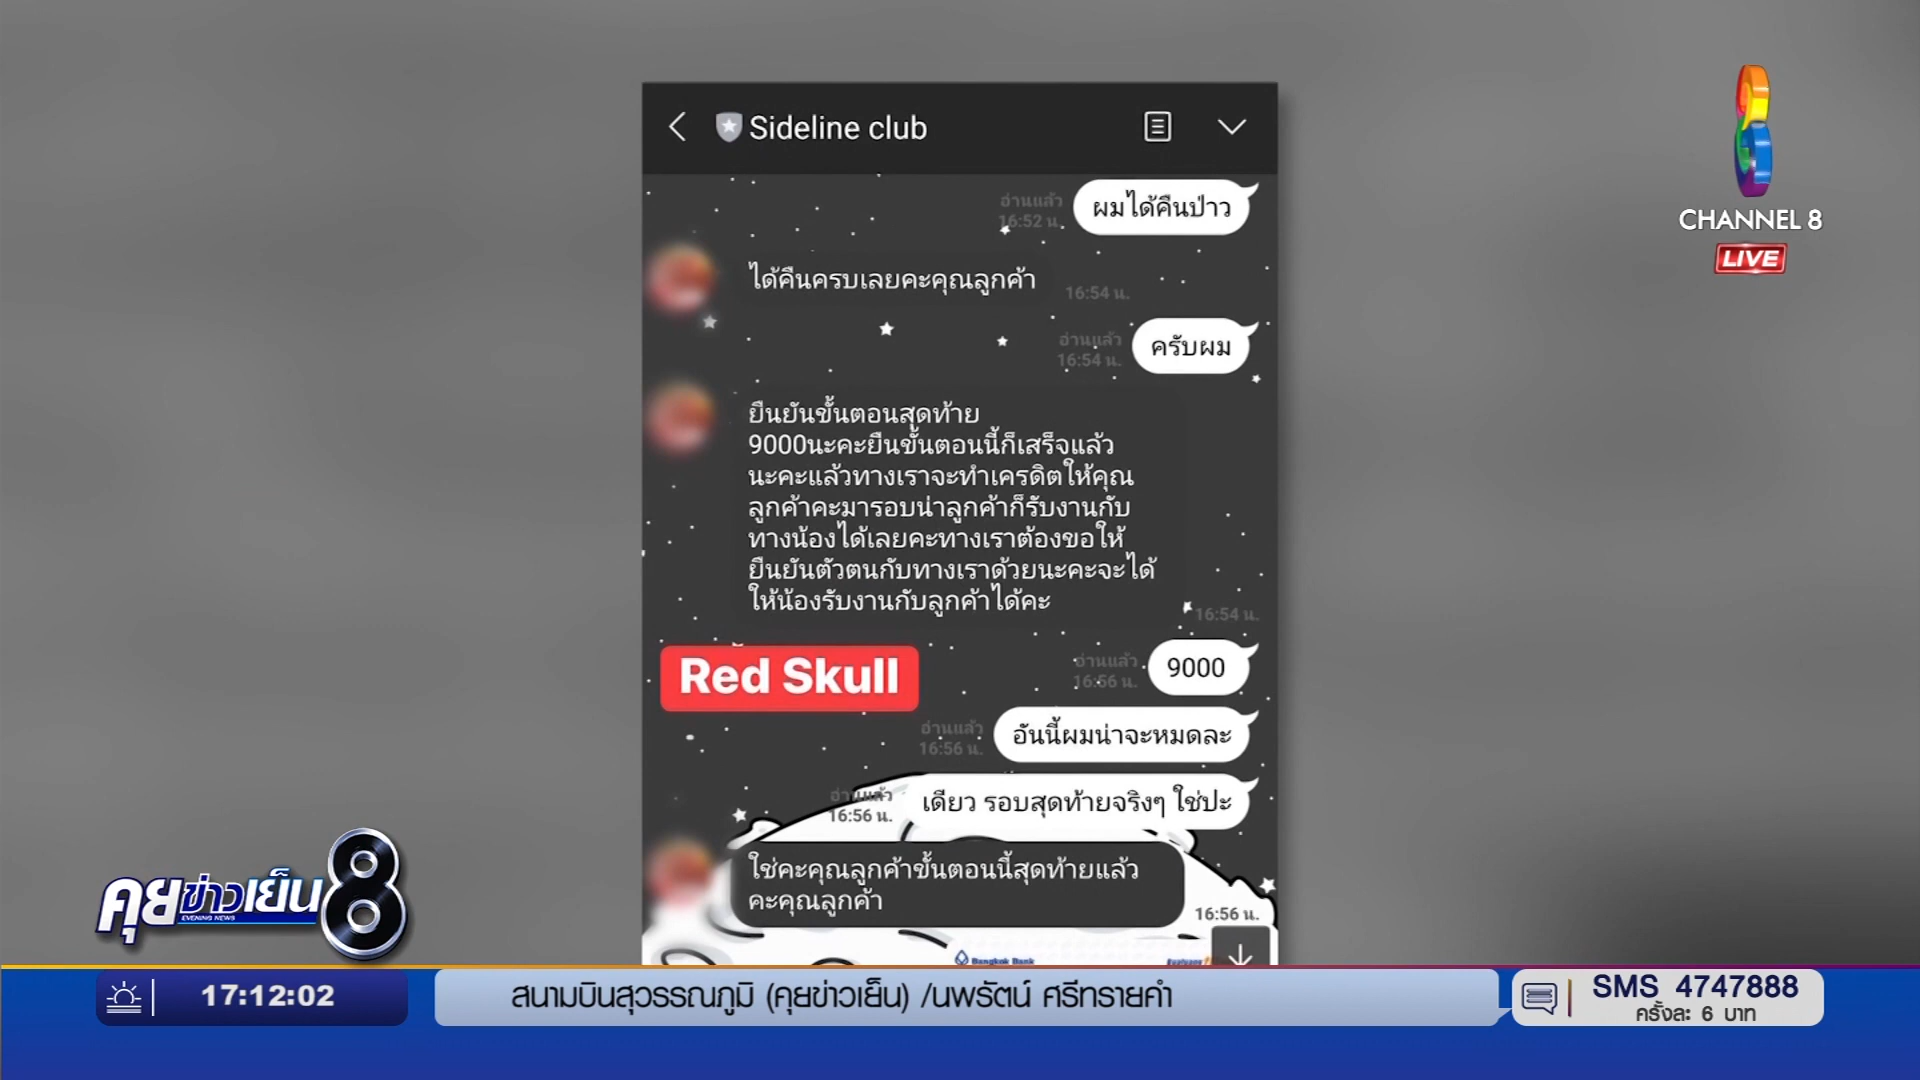 Sideline club
ผมได้คืนป่าว
อ่านแล้ว
16:52 น.
ได้คืนครบเลยคะคุณลูกค้า
16:54 น.
ครับผม
อ่านแล้ว
16:54 น.
ยืนยันขั้นตอนสุดท้าย
9000นะคะยืนขั้นตอนนี้ก็เสร็จแล้ว
นะคะแล้วทางเราจะทำเครดิตให้คุณ
ลูกค้าคะมารอบน่าลูกค้าก็รับงานกับ
ทางน้องได้เลยคะทางเราต้องขอให้
ยืนยันตัวตนกับทางเราด้วยนะคะจะได้
ให้น้องรับงานกับลูกค้าได้คะ
16:54 น.
Red Skull
9000
อ่านแล้ว
16:56 น.
อันนี้ผมน่าจะหมดละ
อ่านแล้ว
16:56 น.
เดียว รอบสุดท้ายจริงๆ ใช่ปะ
อ่านแล้ว
16:56 น.
ใช่คะคุณลูกค้าขั้นตอนนี้สุดท้ายแล้ว
คะคุณลูกค้า
16:56 น.
Bangkok Bank
8
CHANNEL 8
LIVE
คุยข่าวเย็น 8
EVENING NEWS
17:12:02
สนามบินสุวรรณภูมิ (คุยข่าวเย็น) /นพรัตน์ ศรีทรายคำ
SMS 4747888
ครั้งละ 6 บาท